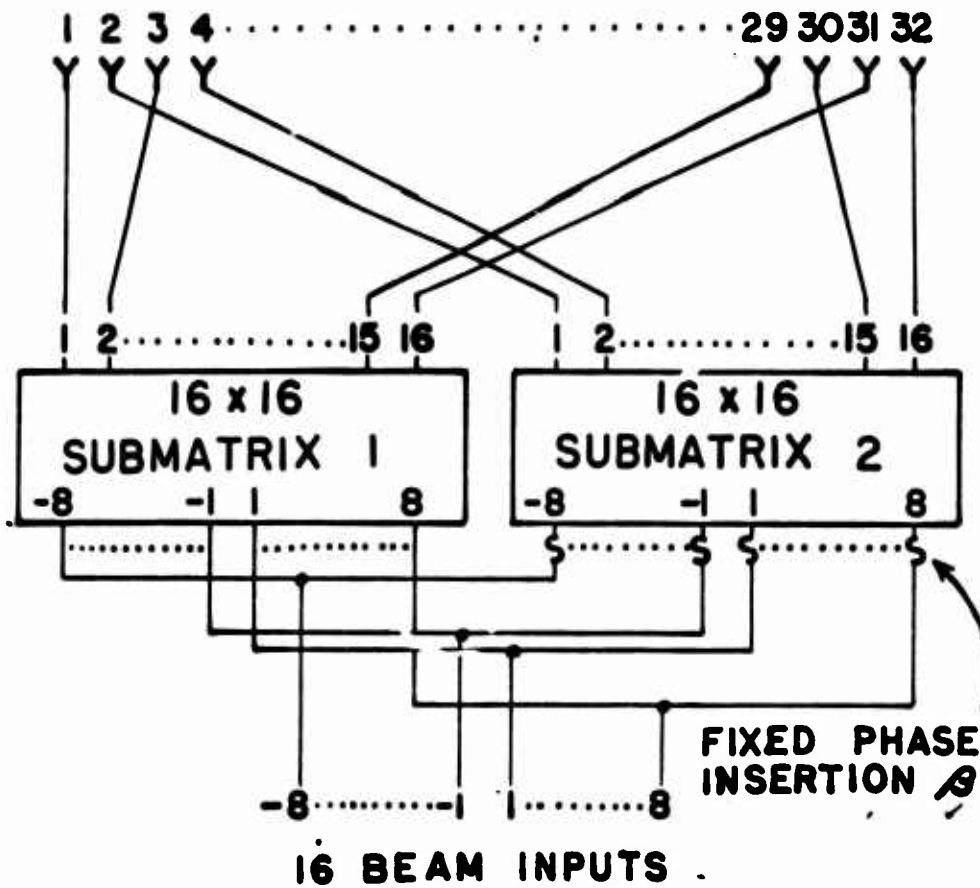 1 2 3 4 . . . . . . . . . . 29 30 31 32
1 2 . . . . . . . . . . 15 16 1 2 . . . . . . . . . . 15 16
16 x 16 16 x 16
SUBMATRIX 1 SUBMATRIX 2
-8 -1 1 8 -8 -1 1 8
FIXED PHASE
INSERTION β
-8 . . . . . . . . . . -1 1 . . . . . . . . . . 8
16 BEAM INPUTS